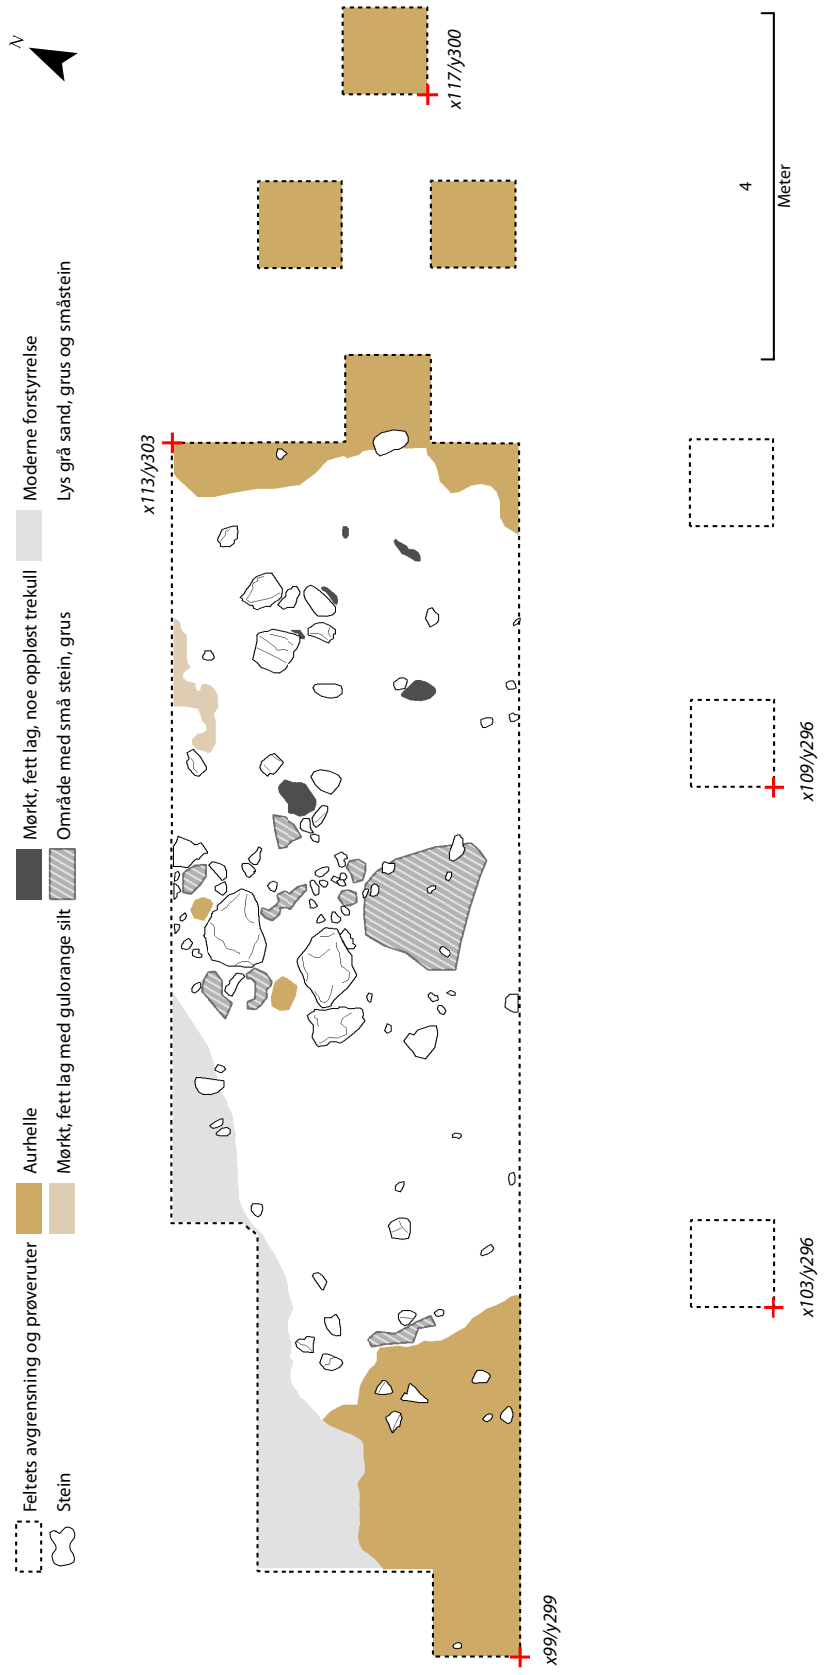 Feltets avgrensning og prøveruter
Aurhelle
Mørkt, fett lag, noe oppløst trekull
Moderne forstyrrelse
Stein
Mørkt, fett lag med gulorange silt
Område med små stein, grus
Lys grå sand, grus og småstein
N
x99/y299
x113/y303
x117/y300
x103/y296
x109/y296
4
Meter